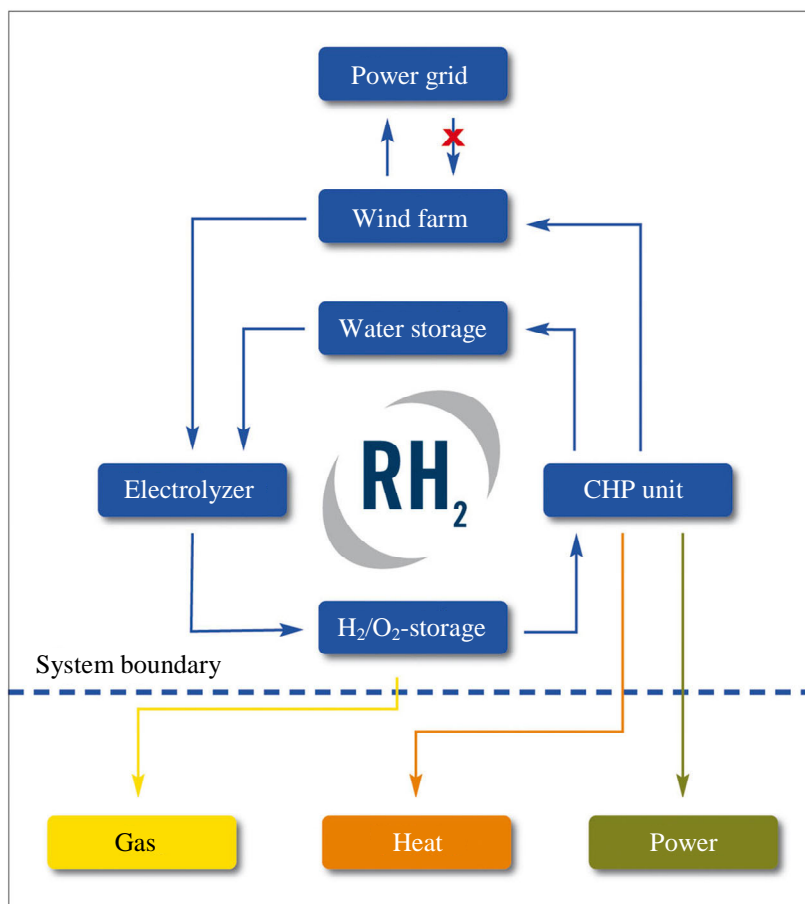 Power grid
Wind farm
Water storage
RH₂
Electrolyzer
CHP unit
H₂/O₂-storage
System boundary
Gas
Heat
Power